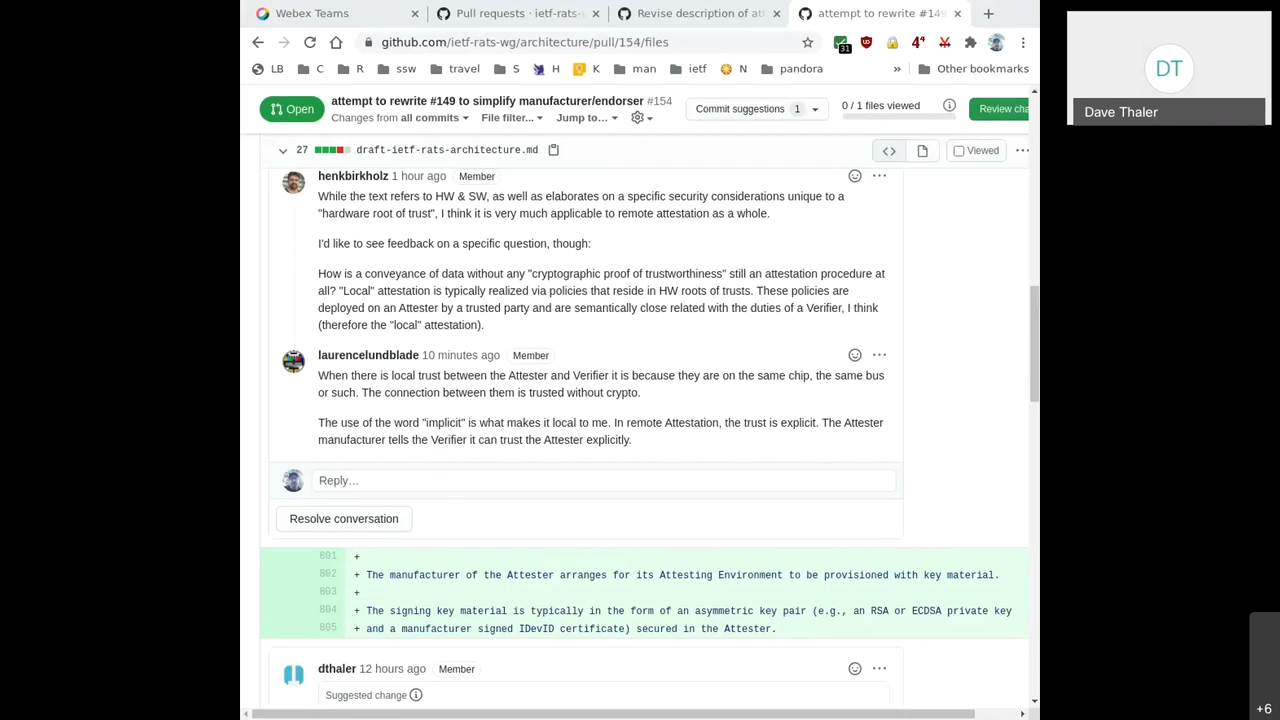 Webex Teams
Pull requests · ietf-rats-w
Revise description of att
attempt to rewrite #149
github.com/ietf-rats-wg/architecture/pull/154/files
31
LB C R ssw travel S H K man ietf N pandora » Other bookmarks
Open
attempt to rewrite #149 to simplify manufacturer/endorser #154
Changes from all commits File filter... Jump to…
Commit suggestions 1
0 / 1 files viewed
Review cha
27 draft-ietf-rats-architecture.md
Viewed
henkbirkholz 1 hour ago Member
While the text refers to HW & SW, as well as elaborates on a specific security considerations unique to a
"hardware root of trust", I think it is very much applicable to remote attestation as a whole.
I'd like to see feedback on a specific question, though:
How is a conveyance of data without any "cryptographic proof of trustworthiness" still an attestation procedure at
all? "Local" attestation is typically realized via policies that reside in HW roots of trusts. These policies are
deployed on an Attester by a trusted party and are semantically close related with the duties of a Verifier, I think
(therefore the "local" attestation).
laurencelundblade 10 minutes ago Member
When there is local trust between the Attester and Verifier it is because they are on the same chip, the same bus
or such. The connection between them is trusted without crypto.
The use of the word "implicit" is what makes it local to me. In remote Attestation, the trust is explicit. The Attester
manufacturer tells the Verifier it can trust the Attester explicitly.
Reply…
Resolve conversation
801 +
802 + The manufacturer of the Attester arranges for its Attesting Environment to be provisioned with key material.
803 +
804 + The signing key material is typically in the form of an asymmetric key pair (e.g., an RSA or ECDSA private key
805 + and a manufacturer signed IDevID certificate) secured in the Attester.
dthaler 12 hours ago Member
Suggested change
DT
Dave Thaler
+6